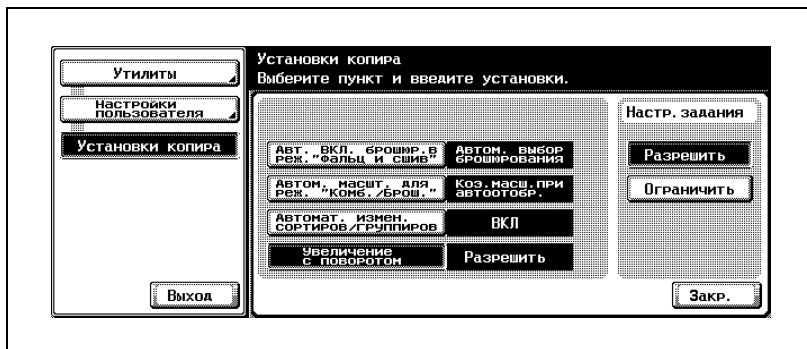 Утилиты
Настройки
пользователя
Установки копира
Выход
Установки копира
Выберите пункт и введите установки.
Авт. ВКЛ. брошюр.в
реж."Фальц и сшив"
Автом. выбор
брошюрования
Автом. масшт. для
реж. "Комб./Брош."
Коэ.масш.при
автоотобр.
Автомат. измен.
сортиров/группиров
ВКЛ
Увеличение
с поворотом
Разрешить
Настр.задания
Разрешить
Ограничить
Закр.